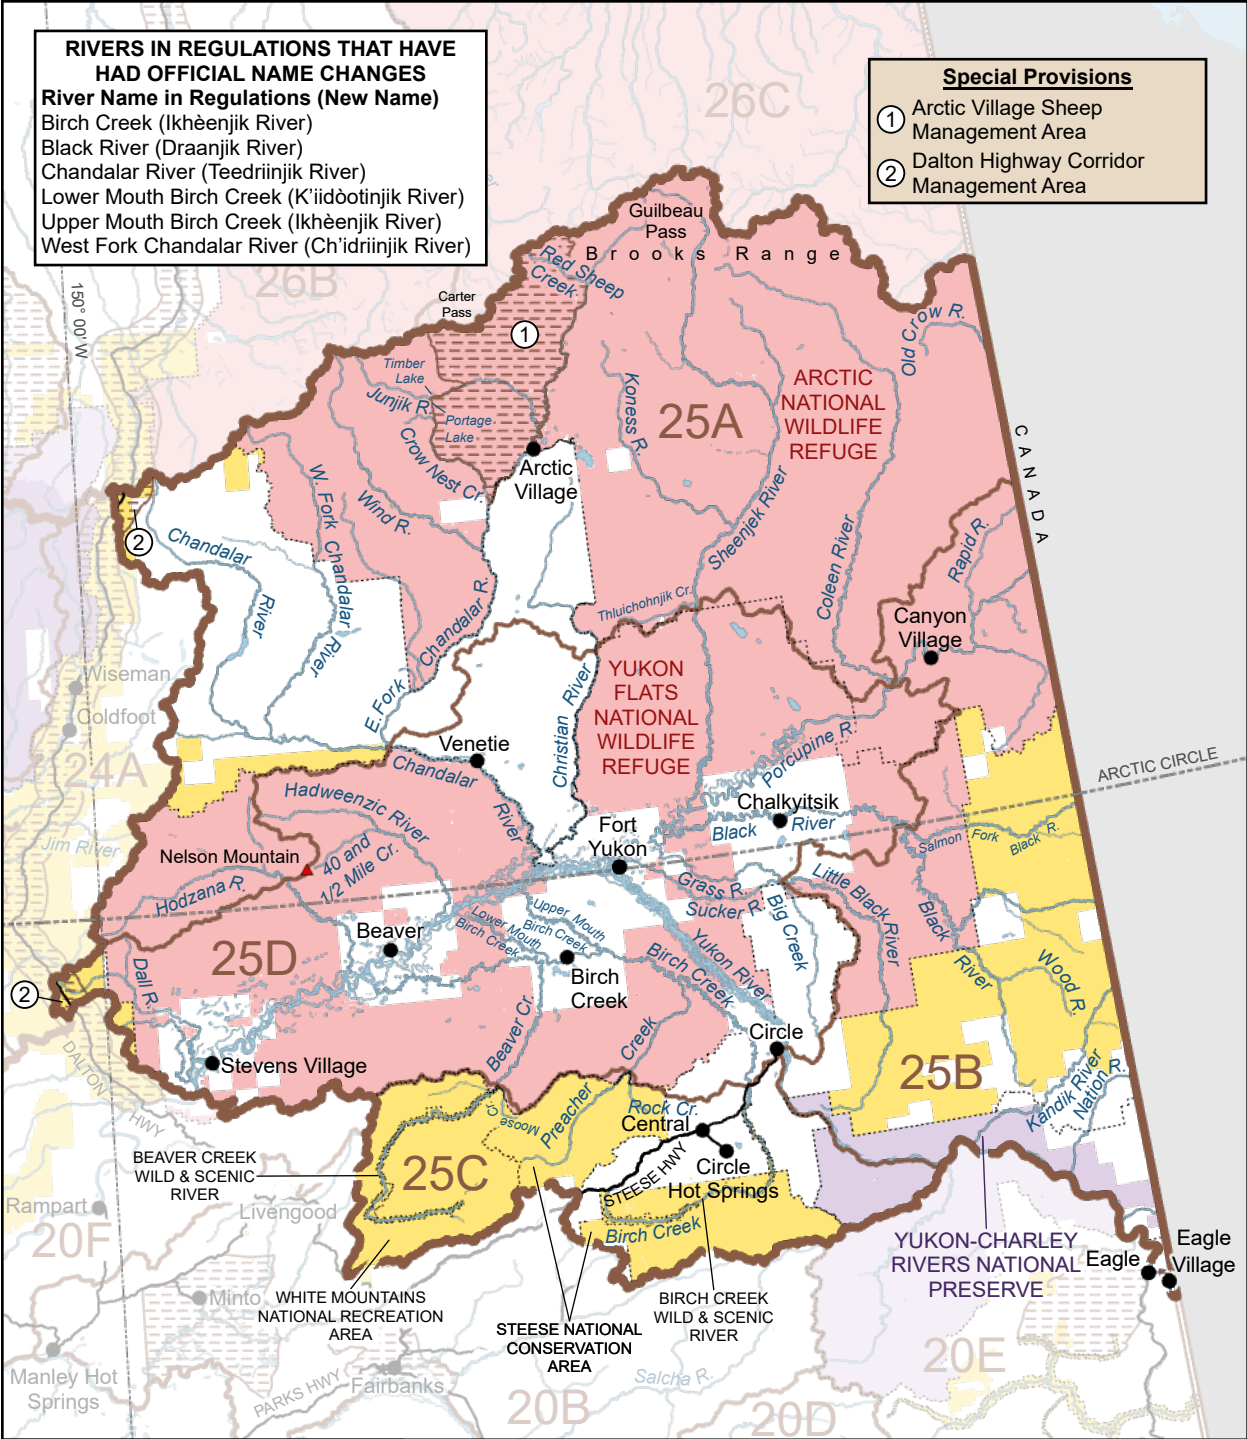 RIVERS IN REGULATIONS THAT HAVE
HAD OFFICIAL NAME CHANGES
River Name in Regulations (New Name)
Birch Creek (Ikhèenjik River)
Black River (Draanjik River)
Chandalar River (Teedriinjik River)
Lower Mouth Birch Creek (K'iidòotinjik River)
Upper Mouth Birch Creek (Ikhèenjik River)
West Fork Chandalar River (Ch'idriinjik River)
Special Provisions
1 Arctic Village Sheep
Management Area
2 Dalton Highway Corridor
Management Area
26C
26B
Guilbeau
Pass
Brooks Range
Red Sheep
Creek
Carter
Pass
1
150° 00' W
Old Crow R.
Timber
Lake
Junjik R.
Portage
Lake
Koness R.
25A
ARCTIC
NATIONAL
WILDLIFE
REFUGE
CANADA
Crow Nest Cr.
Arctic
Village
W. Fork Chandalar River
Wind R.
2
Chandalar
River
Sheenjek River
Coleen River
Rapid R.
Thluichohnjik Cr.
Canyon
Village
E. Fork Chandalar R.
Christian River
YUKON
FLATS
NATIONAL
WILDLIFE
REFUGE
Wiseman
Coldfoot
24A
Venetie
Chandalar
River
Porcupine R.
ARCTIC CIRCLE
Hadweenzic River
Chalkyitsik
Black River
Fort
Yukon
Salmon Fork Black R.
Jim River
Nelson Mountain
40 and
1/2 Mile Cr.
Hodzana R.
Grass R.
Sucker R.
Little Black River
Big Creek
Black
River
Beaver
Upper Mouth
Birch Creek
Lower Mouth
Birch Creek
25D
Birch
Creek
Birch Creek
Yukon River
Wood R.
Dall R.
2
Beaver Cr.
Creek
Circle
Stevens Village
25B
Kandik River
Nation R.
DALTON HWY
Moose Cr.
Preacher
Rock Cr.
Central
BEAVER CREEK
WILD & SCENIC
RIVER
25C
Circle
Hot Springs
STEESE HWY
Rampart
20F
Livengood
Birch Creek
YUKON-CHARLEY
RIVERS NATIONAL
PRESERVE
Eagle
Eagle
Village
Minto
WHITE MOUNTAINS
NATIONAL RECREATION
AREA
STEESE NATIONAL
CONSERVATION
AREA
BIRCH CREEK
WILD & SCENIC
RIVER
20E
Manley Hot
Springs
PARKS HWY
Fairbanks
Salcha R.
20B
20D